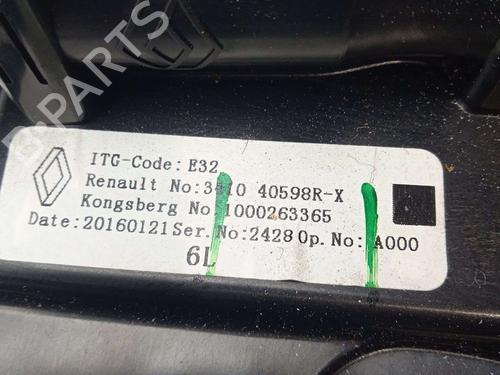 B-PARTS
ITG-Code: E32
Renault No: 3410 40598R-X
Kongsberg No: 1000263365
Date:20160121 Ser.No:2428 Op.No: A000
6L